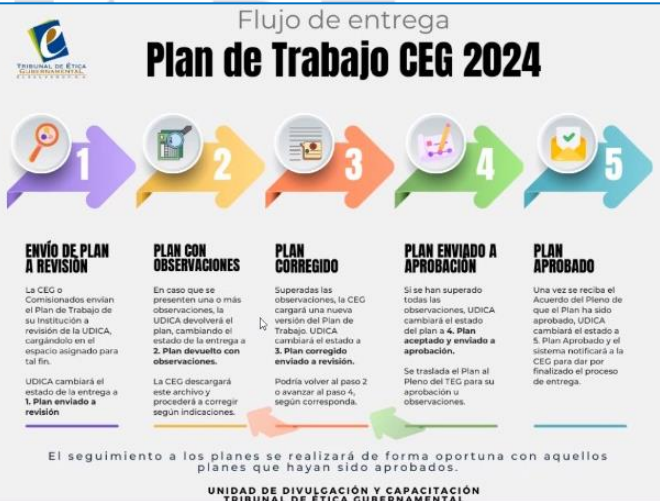 Flujo de entrega
Plan de Trabajo CEG 2024
TRIBUNAL DE ÉTICA
GUBERNAMENTAL
1
2
3
4
5
ENVÍO DE PLAN
A REVISIÓN
La CEG o
Comisionados envían
el Plan de Trabajo de
su Institución a
revisión de la UDICA,
cargándolo en el
espacio asignado para
tal fin.
UDICA cambiará el
estado de la entrega a
1. Plan enviado a
revisión
PLAN CON
OBSERVACIONES
En caso que se
presenten una o más
observaciones, la
UDICA devolverá el
plan, cambiando el
estado de la entrega a
2. Plan devuelto con
observaciones.
La CEG descargará
este archivo y
procederá a corregir
según indicaciones.
PLAN
CORREGIDO
Superadas las
observaciones, la CEG
cargará una nueva
versión del Plan de
Trabajo. UDICA
cambiará el estado a
3. Plan corregido
enviado a revisión.
Podría volver al paso 2
o avanzar al paso 4,
según corresponda.
PLAN ENVIADO A
APROBACIÓN
Si se han superado
todas las
observaciones, UDICA
cambiará el estado
del plan a 4. Plan
aceptado y enviado a
aprobación.
Se traslada el Plan al
Pleno del TEG para su
aprobación u
observaciones.
PLAN
APROBADO
Una vez se reciba el
Acuerdo del Pleno de
que el Plan ha sido
aprobado, UDICA
cambiará el estado a
5. Plan Aprobado y el
sistema notificará a la
CEG para dar por
finalizado el proceso
de entrega.
El seguimiento a los planes se realizará de forma oportuna con aquellos
planes que hayan sido aprobados.
UNIDAD DE DIVULGACIÓN Y CAPACITACIÓN
TRIBUNAL DE ÉTICA GUBERNAMENTAL